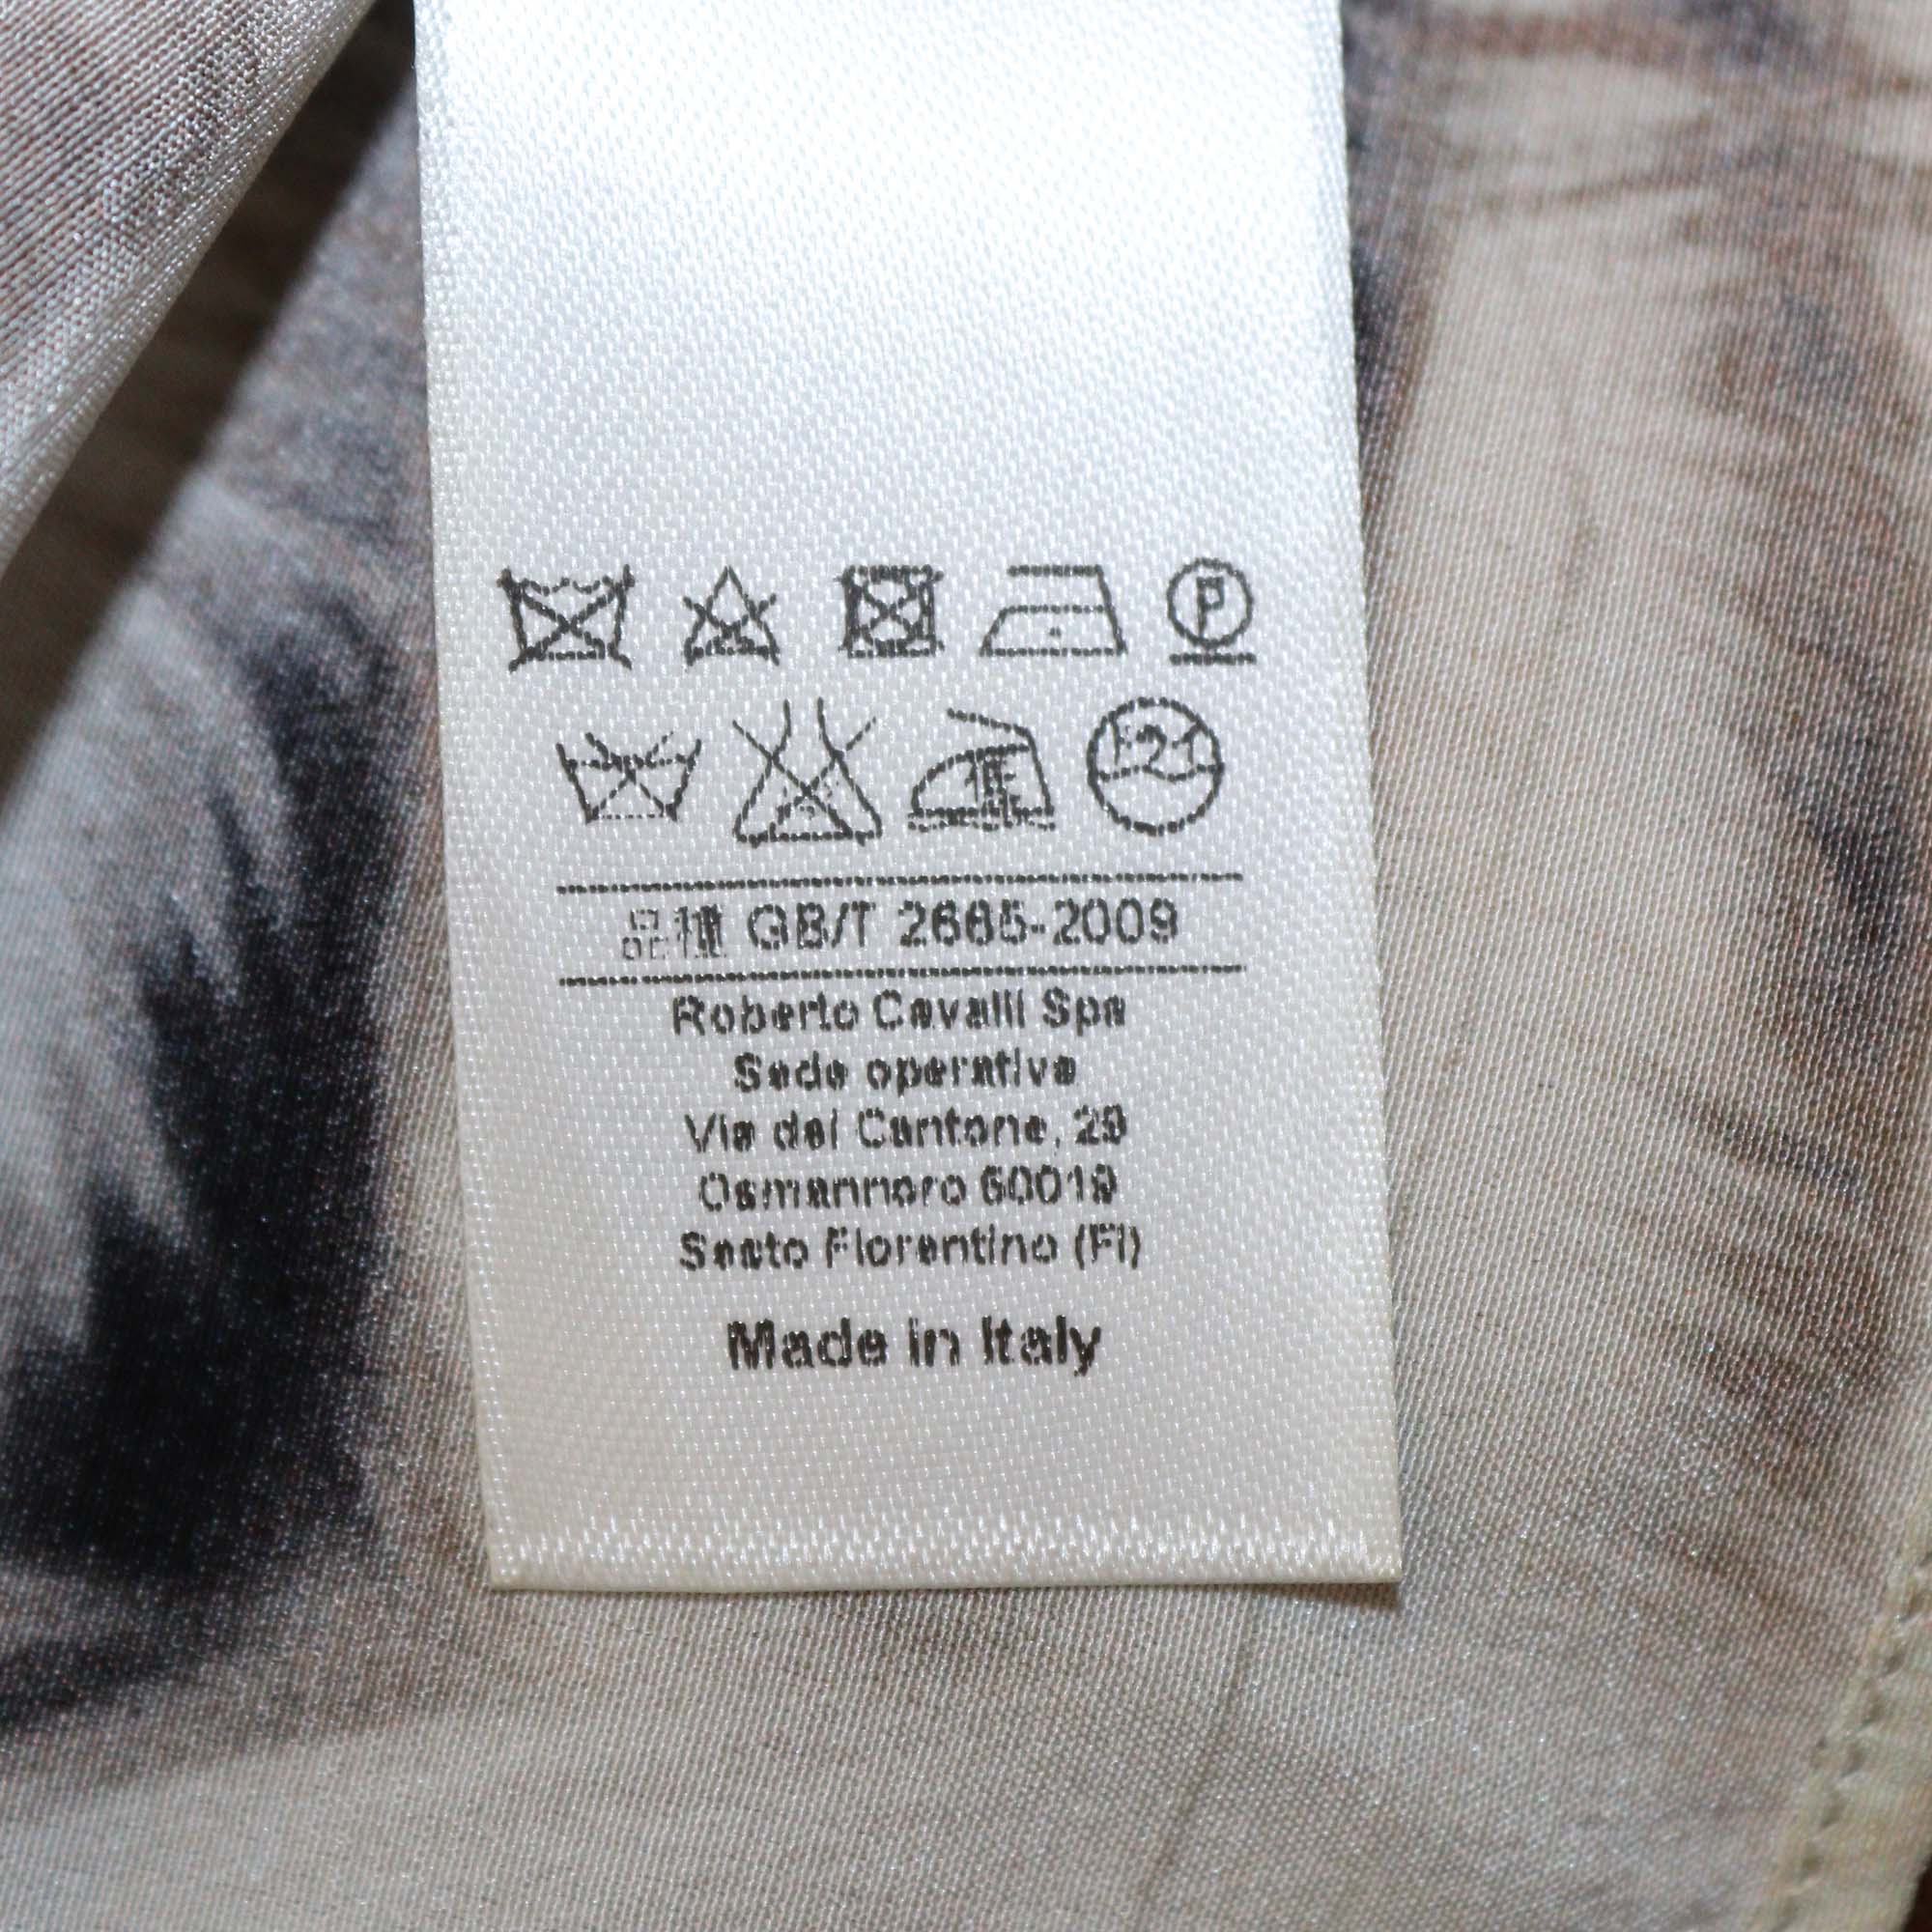 P
品種 GB/T 2665-2009
Roberto Cavalli Spa
Sede operativa
Via del Cantone, 29
Osmannoro 50019
Sesto Fiorentino (FI)
Made in Italy